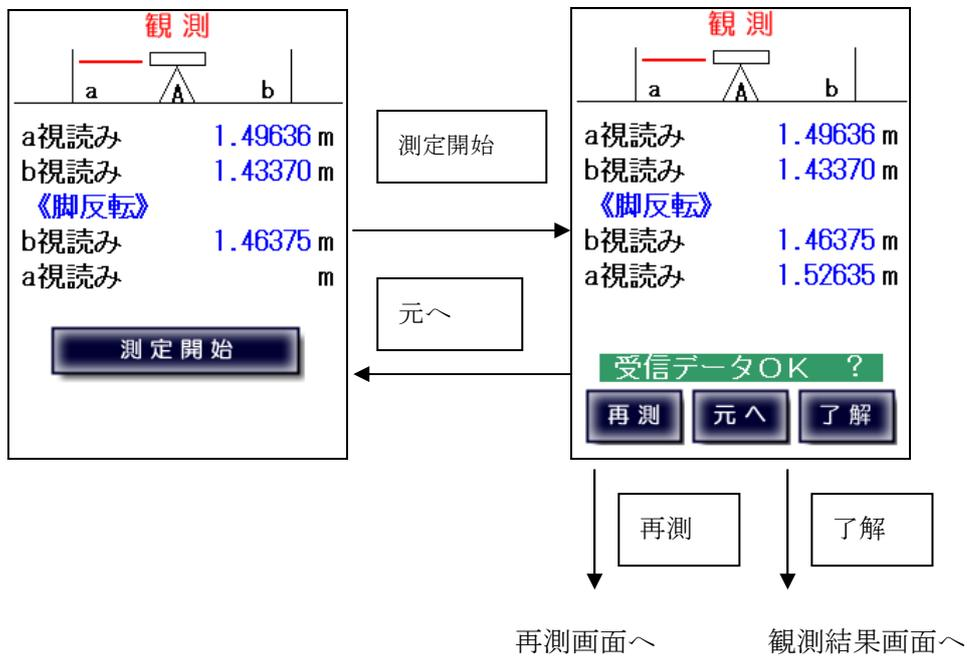 観 測
a
A
b
a視読み 1.49636 m
b視読み 1.43370 m
《脚反転》
b視読み 1.46375 m
a視読み m
測定開始
測定開始
元へ
観 測
a
A
b
a視読み 1.49636 m
b視読み 1.43370 m
《脚反転》
b視読み 1.46375 m
a視読み 1.52635 m
受信データOK ?
再 測 元 へ 了 解
再測
了解
再測画面へ
観測結果画面へ